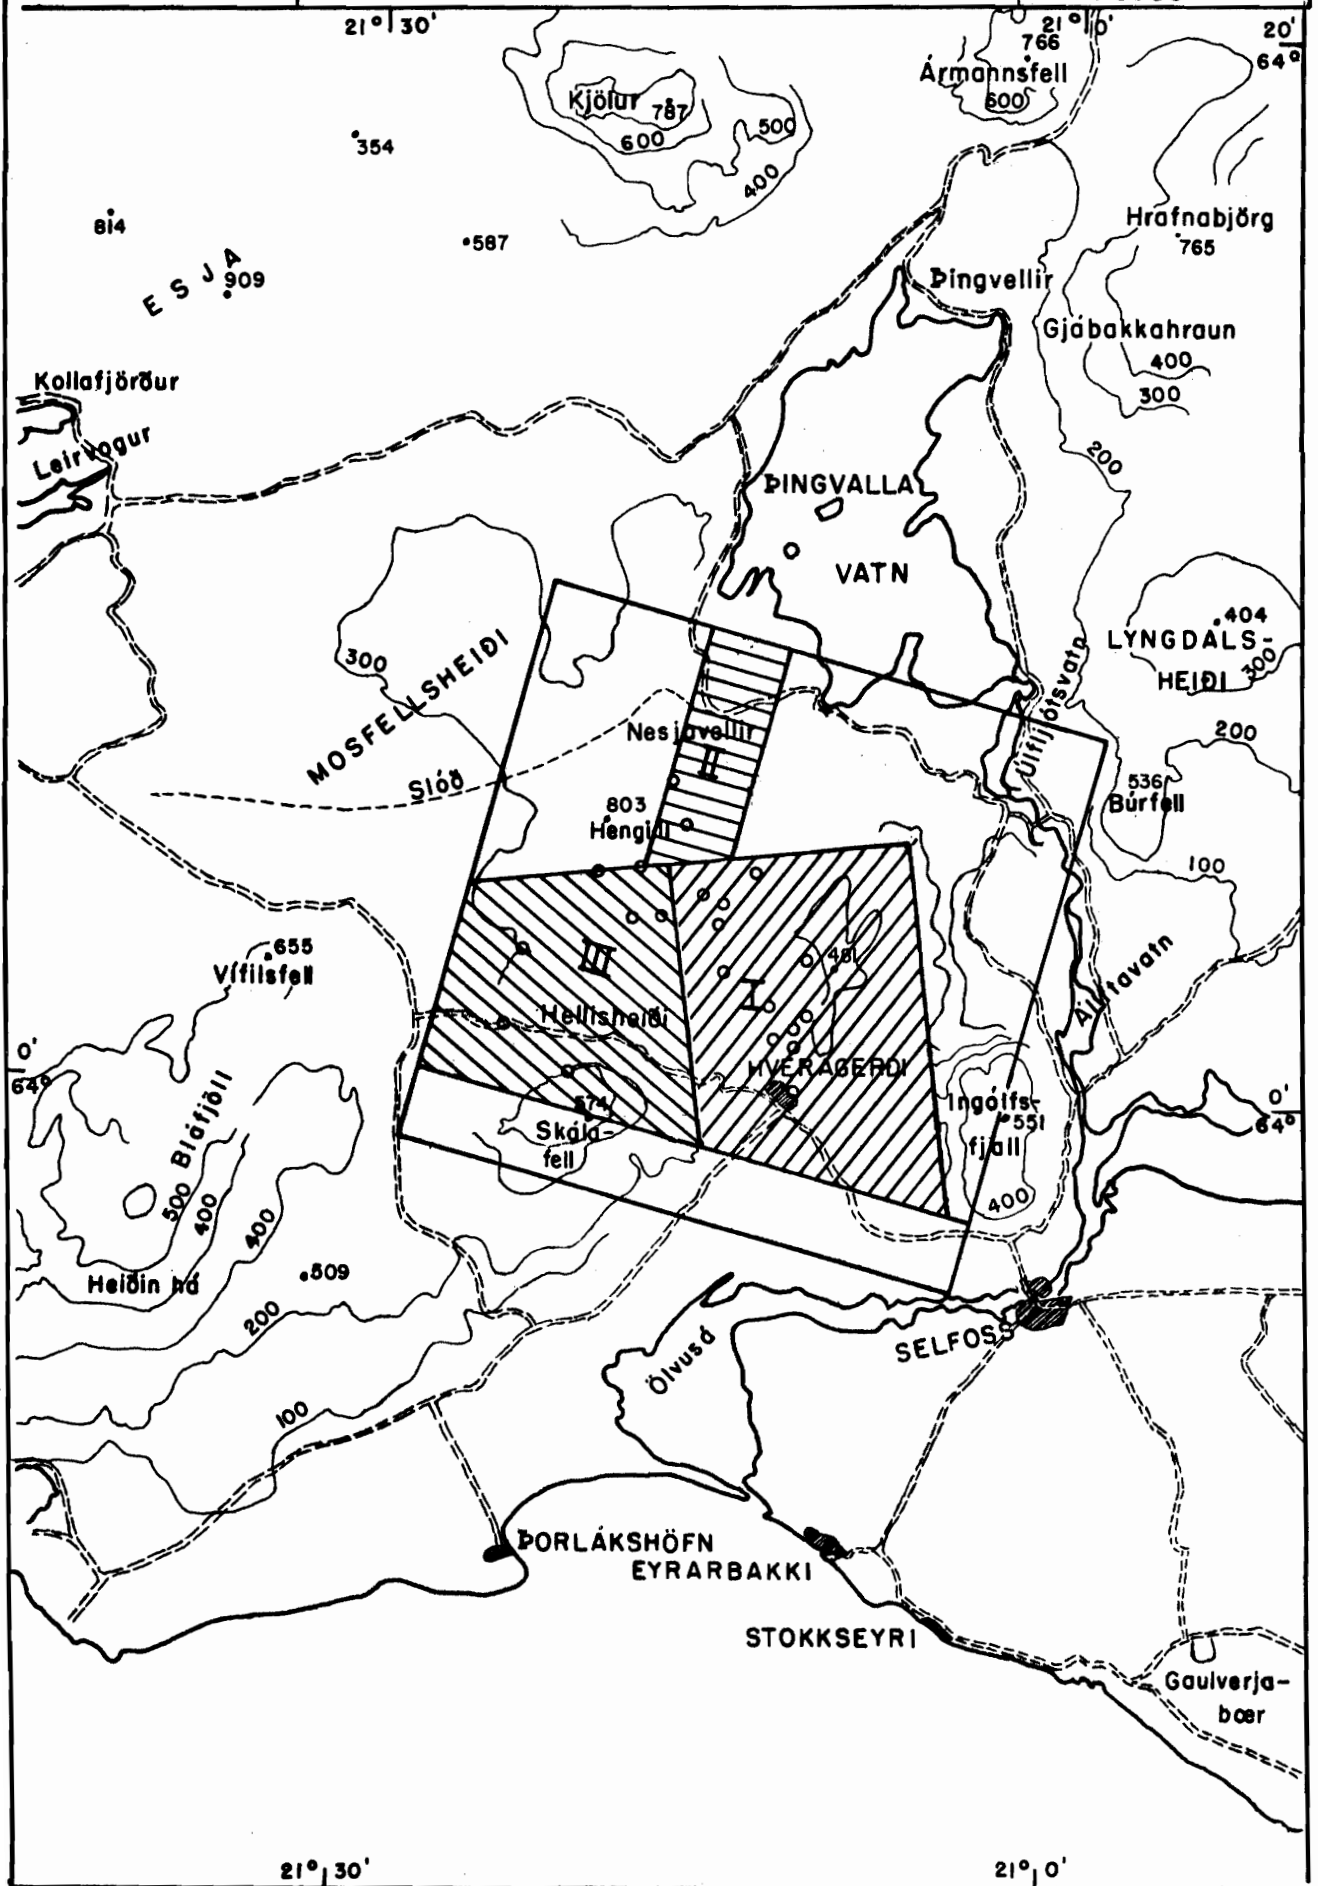 21° 30'
21° 0'
20'
64°
766
Ármannsfell
600
Kjölur 787
600
500
400
354
814
587
909
ESJA
Hrafnabjörg
765
Þingvellir
Gjábakkahraun
400
300
Kollafjörður
Leirvogur
200
ÞINGVALLA
VATN
404
LYNGDALS-
HEIÐI
300
300
MOSFELLSHEIÐI
Úlfljótsvatn
200
Nesjavellir
II
Slóð
803
Hengill
536
Búrfell
100
655
Vífilsfell
III
481
I
Álftavatn
Hellisheiði
0'
64°
HVERAGERÐI
Bláfjöll
574
Skála-
fell
Ingólfs-
551
fjall
400
0'
64°
500
400
400
Heiðin há
509
200
SELFOSS
Ölvusá
100
ÞORLÁKSHÖFN
EYRARBAKKI
STOKKSEYRI
Gaulverja-
bær
21° 30'
21° 0'